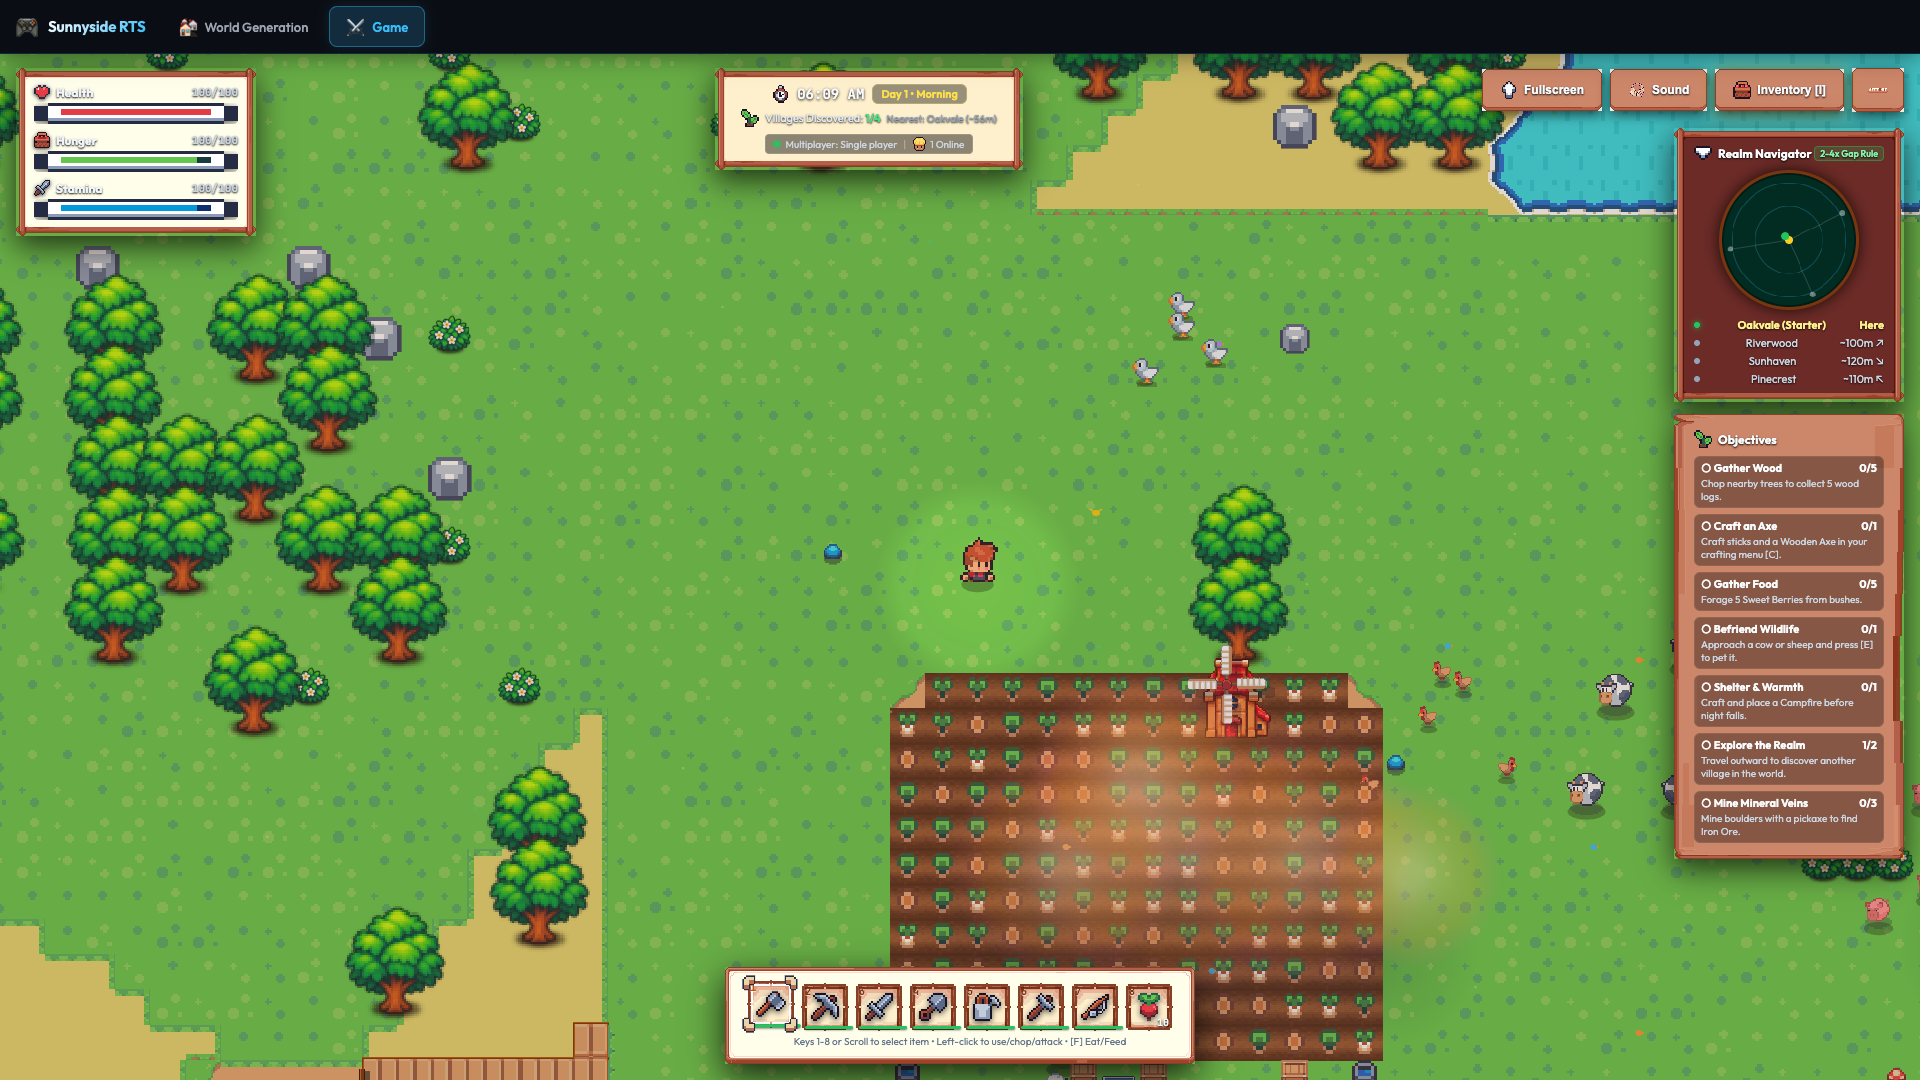 Sunnyside RTS
World Generation
Game
Health 100/100
Hunger 100/100
Stamina 100/100
06:09 AM Day 1 • Morning
Villages Discovered: 1/4 Nearest: Oakvale (~56m)
Multiplayer: Single player | 1 Online
Fullscreen
Sound
Inventory [I]
Realm Navigator 2-4x Gap Rule
Oakvale (Starter) Here
Riverwood ~100m ↗
Sunhaven ~120m ↘
Pinecrest ~110m ↖
Objectives
Gather Wood 0/5
Chop nearby trees to collect 5 wood
logs.
Craft an Axe 0/1
Craft sticks and a Wooden Axe in your
crafting menu [C].
Gather Food 0/5
Forage 5 Sweet Berries from bushes.
Befriend Wildlife 0/1
Approach a cow or sheep and press [E]
to pet it.
Shelter & Warmth 0/1
Craft and place a Campfire before
night falls.
Explore the Realm 1/2
Travel outward to discover another
village in the world.
Mine Mineral Veins 0/3
Mine boulders with a pickaxe to find
Iron Ore.
10
Keys 1-8 or Scroll to select item • Left-click to use/chop/attack • [F] Eat/Feed